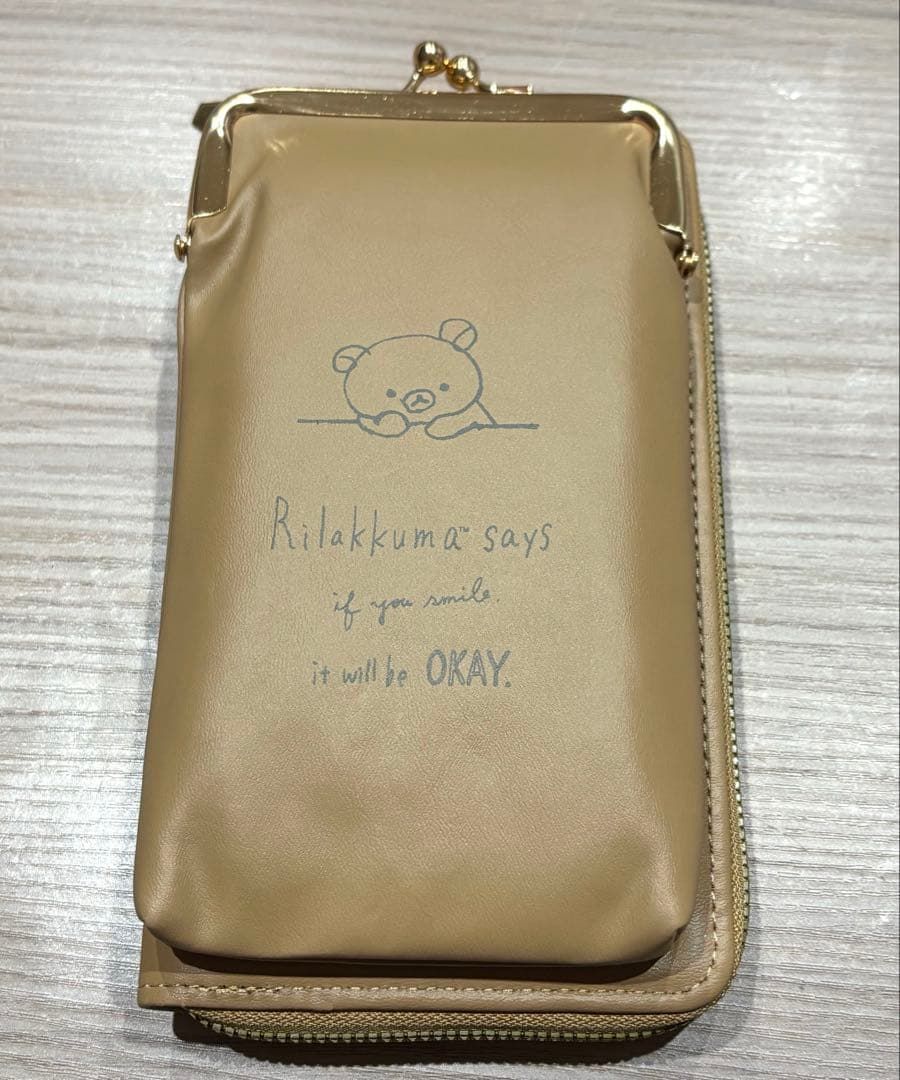 Rilakkuma™ says
if you smile.
it will be OKAY.